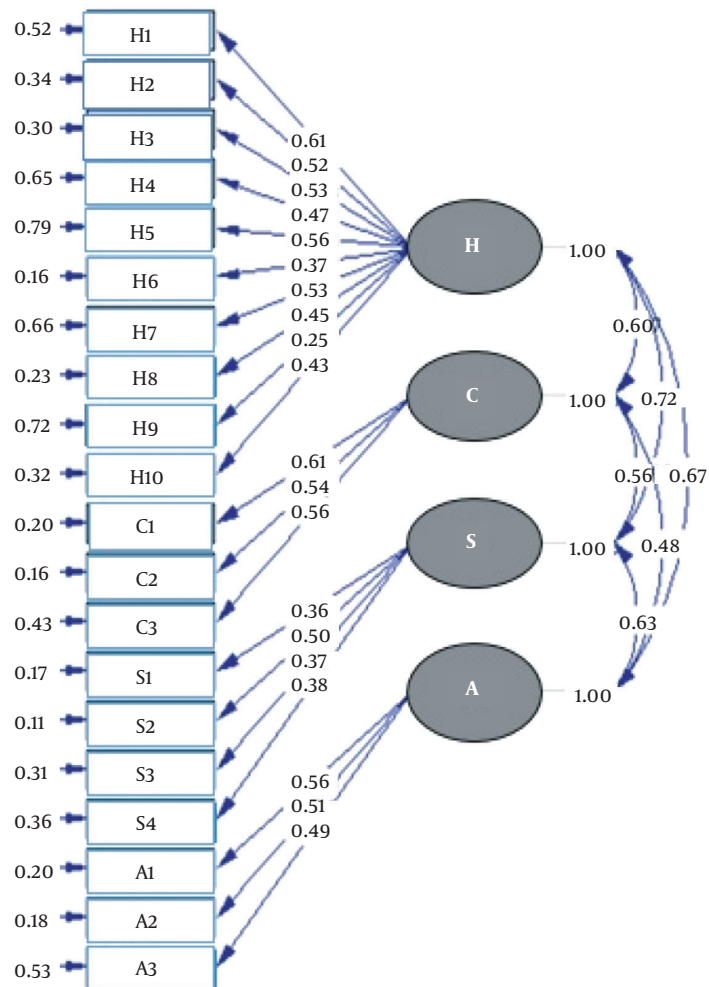 0.52 H1
0.34 H2
0.30 H3
0.61
0.52
0.65 H4
0.53
0.47
0.79 H5
0.56
H
1.00
0.16 H6
0.37
0.53
0.66 H7
0.45
0.60
0.25
0.23 H8
0.43
C
1.00
0.72
0.72 H9
0.32 H10
0.61
0.54
0.56
0.67
0.20 C1
0.56
S
1.00
0.48
0.16 C2
0.43 C3
0.36
0.63
0.50
0.17 S1
0.37
0.38
A
1.00
0.11 S2
0.31 S3
0.56
0.36 S4
0.51
0.49
0.20 A1
0.18 A2
0.53 A3